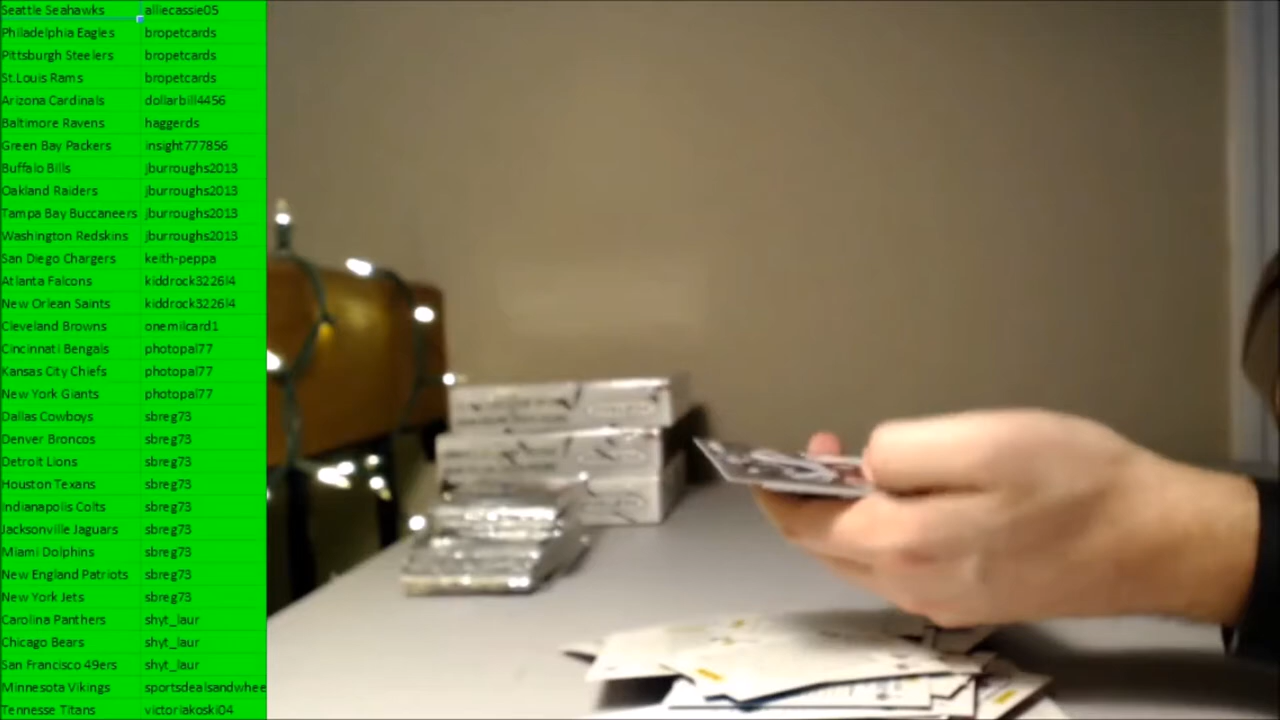 Seattle Seahawks alliecassie05
Philadelphia Eagles bropetcards
Pittsburgh Steelers bropetcards
St.Louis Rams bropetcards
Arizona Cardinals dollarbill4456
Baltimore Ravens haggerds
Green Bay Packers insight777856
Buffalo Bills jburroughs2013
Oakland Raiders jburroughs2013
Tampa Bay Buccaneers jburroughs2013
Washington Redskins jburroughs2013
San Diego Chargers keith-peppa
Atlanta Falcons kiddrock3226l4
New Orlean Saints kiddrock3226l4
Cleveland Browns onemilcard1
Cincinnati Bengals photopal77
Kansas City Chiefs photopal77
New York Giants photopal77
Dallas Cowboys sbreg73
Denver Broncos sbreg73
Detroit Lions sbreg73
Houston Texans sbreg73
Indianapolis Colts sbreg73
Jacksonville Jaguars sbreg73
Miami Dolphins sbreg73
New England Patriots sbreg73
New York Jets sbreg73
Carolina Panthers shyt_laur
Chicago Bears shyt_laur
San Francisco 49ers shyt_laur
Minnesota Vikings sportsdealsandwhee
Tennesse Titans victoriakoski04